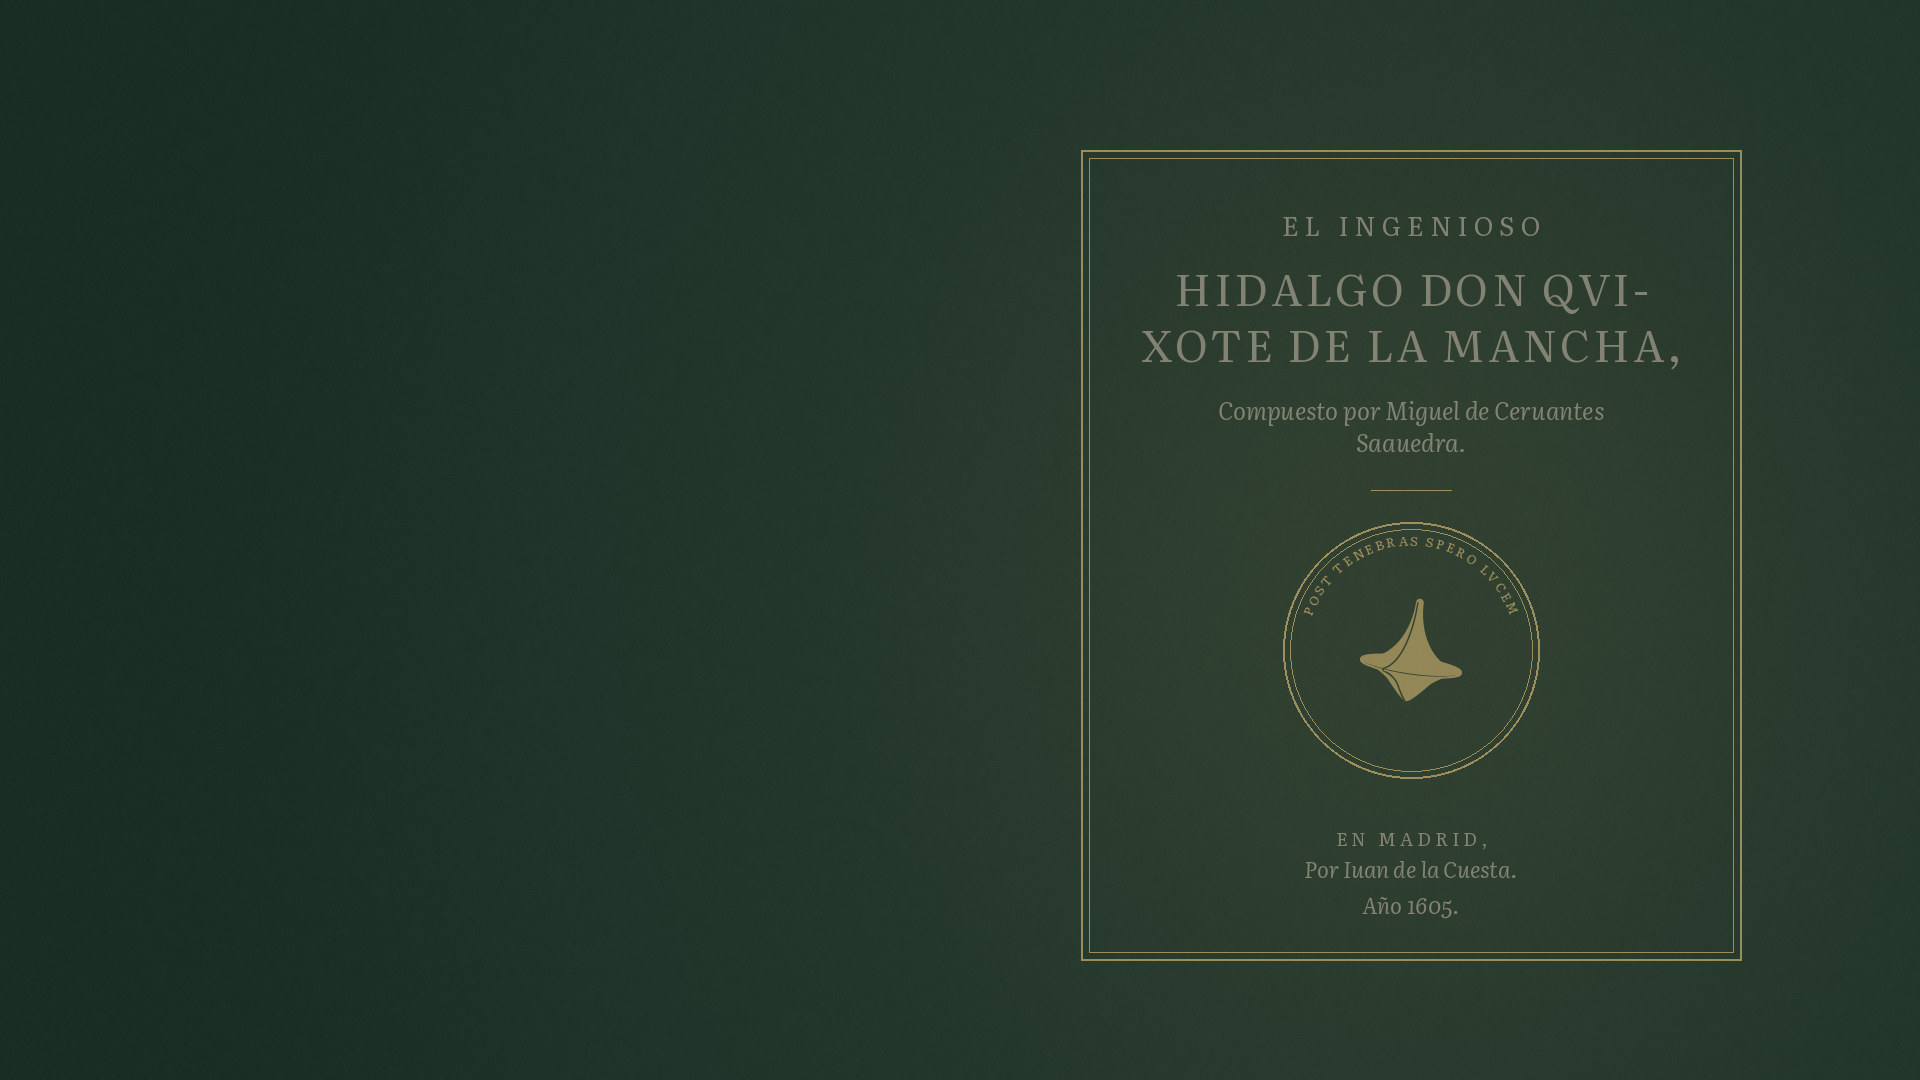 EL INGENIOSO
HIDALGO DON QVI-
XOTE DE LA MANCHA,
Compuesto por Miguel de Ceruantes
Saauedra.
POST TENEBRAS SPERO LVCEM
EN MADRID,
Por Iuan de la Cuesta.
Año 1605.